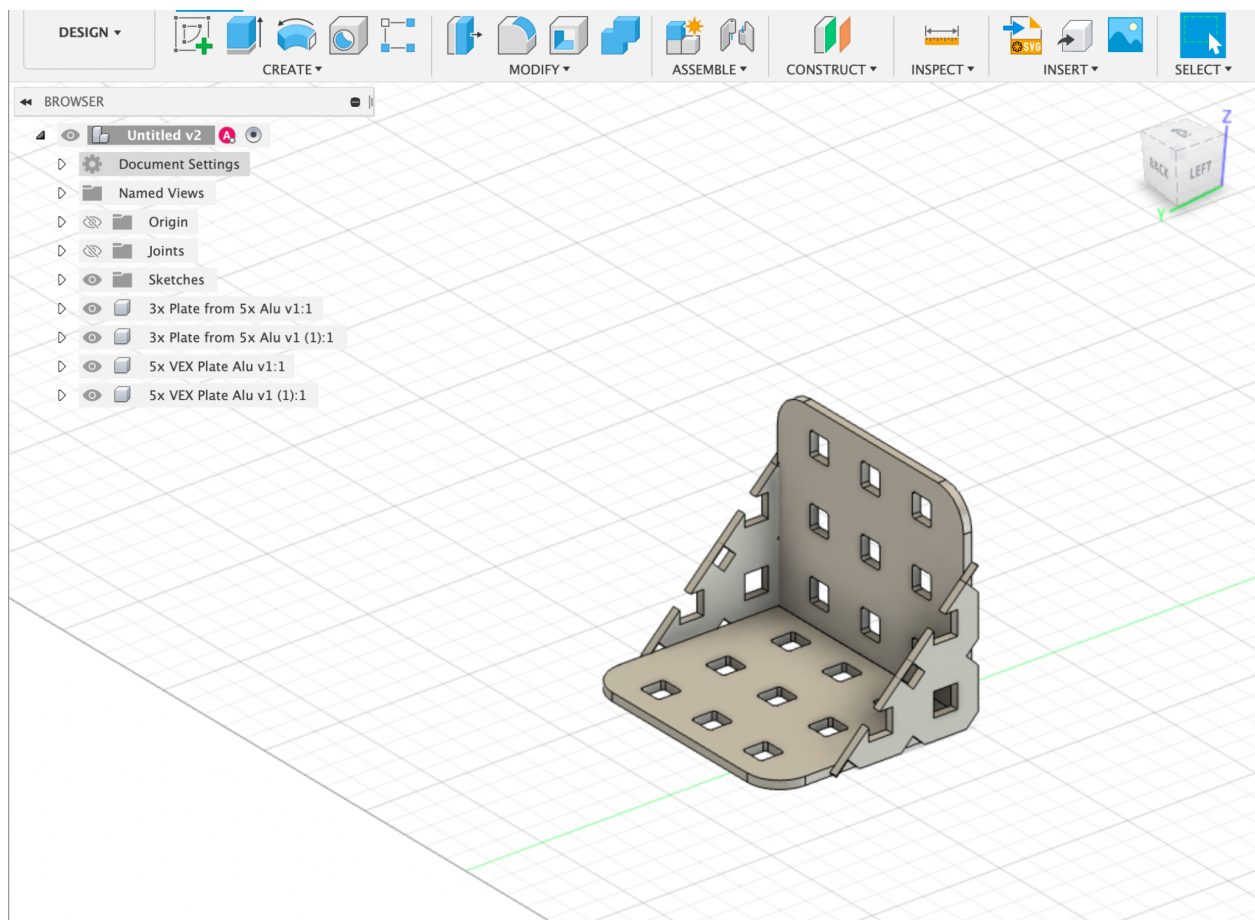 DESIGN ▾
CREATE ▾ MODIFY ▾ ASSEMBLE ▾ CONSTRUCT ▾ INSPECT ▾ INSERT ▾ SELECT ▾
SVG
BROWSER
Untitled v2 A
Document Settings
Named Views
Origin
Joints
Sketches
3x Plate from 5x Alu v1:1
3x Plate from 5x Alu v1 (1):1
5x VEX Plate Alu v1:1
5x VEX Plate Alu v1 (1):1
Z
BACK LEFT
Y